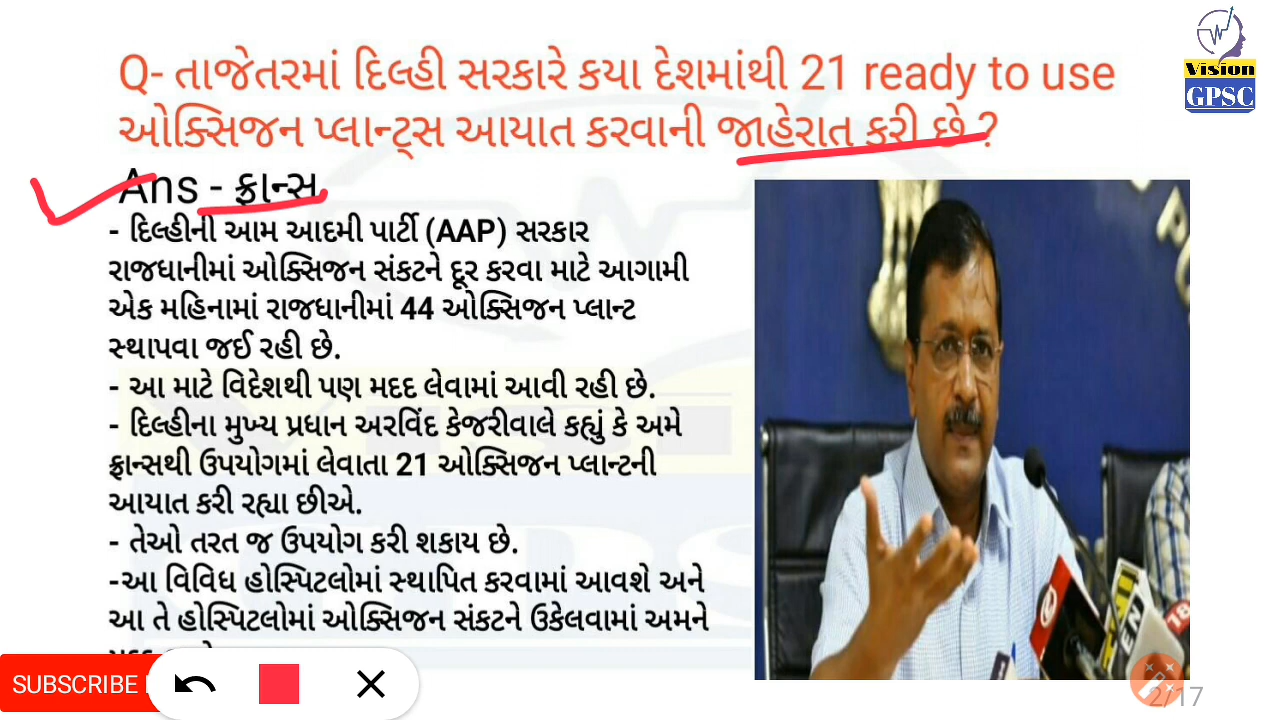 Q- તાજેતરમાં દિલ્હી સરકારે કયા દેશમાંથી 21 ready to use
ઓક્સિજન પ્લાન્ટ્સ આયાત કરવાની જાહેરાત કરી છે ?
Ans - ફ્રાન્સ
- દિલ્હીની આમ આદમી પાર્ટી (AAP) સરકાર
રાજધાનીમાં ઓક્સિજન સંકટને દૂર કરવા માટે આગામી
એક મહિનામાં રાજધાનીમાં 44 ઓક્સિજન પ્લાન્ટ
સ્થાપવા જઈ રહી છે.
- આ માટે વિદેશથી પણ મદદ લેવામાં આવી રહી છે.
- દિલ્હીના મુખ્ય પ્રધાન અરવિંદ કેજરીવાલે કહ્યું કે અમે
ફ્રાન્સથી ઉપયોગમાં લેવાતા 21 ઓક્સિજન પ્લાન્ટની
આયાત કરી રહ્યા છીએ.
- તેઓ તરત જ ઉપયોગ કરી શકાય છે.
-આ વિવિધ હોસ્પિટલોમાં સ્થાપિત કરવામાં આવશે અને
આ તે હોસ્પિટલોમાં ઓક્સિજન સંકટને ઉકેલવામાં અમને
SUBSCRIBE
Vision
GPSC
2/17